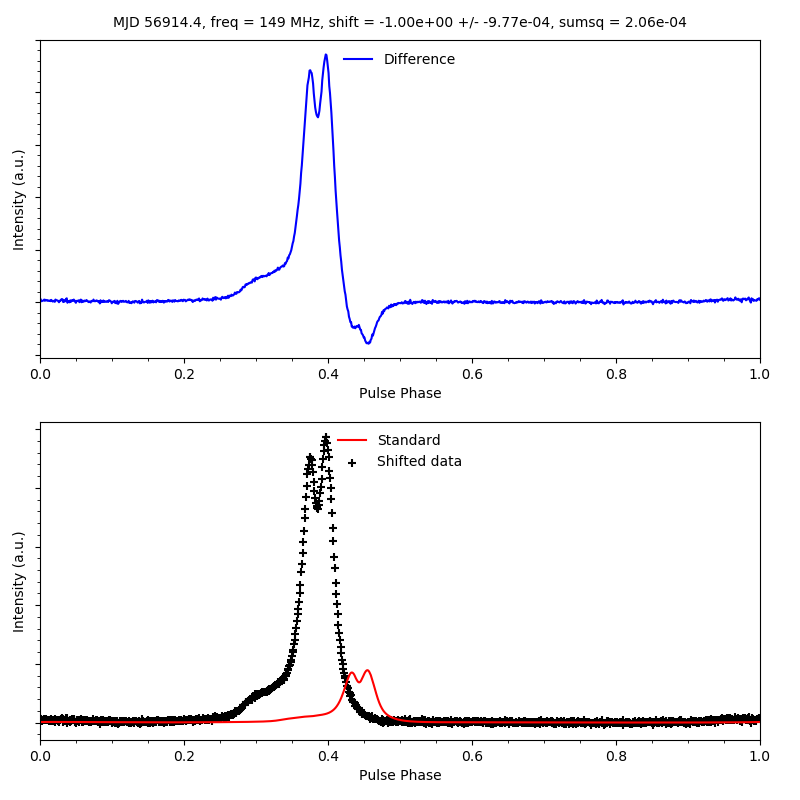 MJD 56914.4, freq = 149 MHz, shift = -1.00e+00 +/- -9.77e-04, sumsq = 2.06e-04
Difference
Intensity (a.u.)
0.0 0.2 0.4 0.6 0.8 1.0
Pulse Phase
Standard
Shifted data
Intensity (a.u.)
0.0 0.2 0.4 0.6 0.8 1.0
Pulse Phase